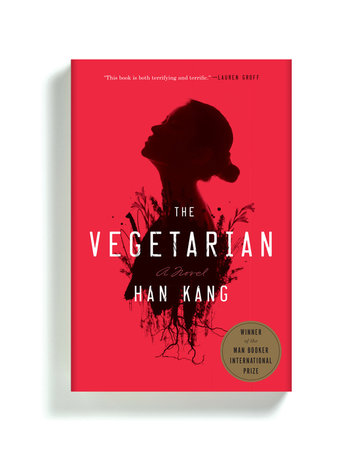 "This book is both terrifying and terrific." —LAUREN GROFF
THE
VEGETARIAN
A Novel
HAN KANG
WINNER
of the
MAN BOOKER
INTERNATIONAL
PRIZE